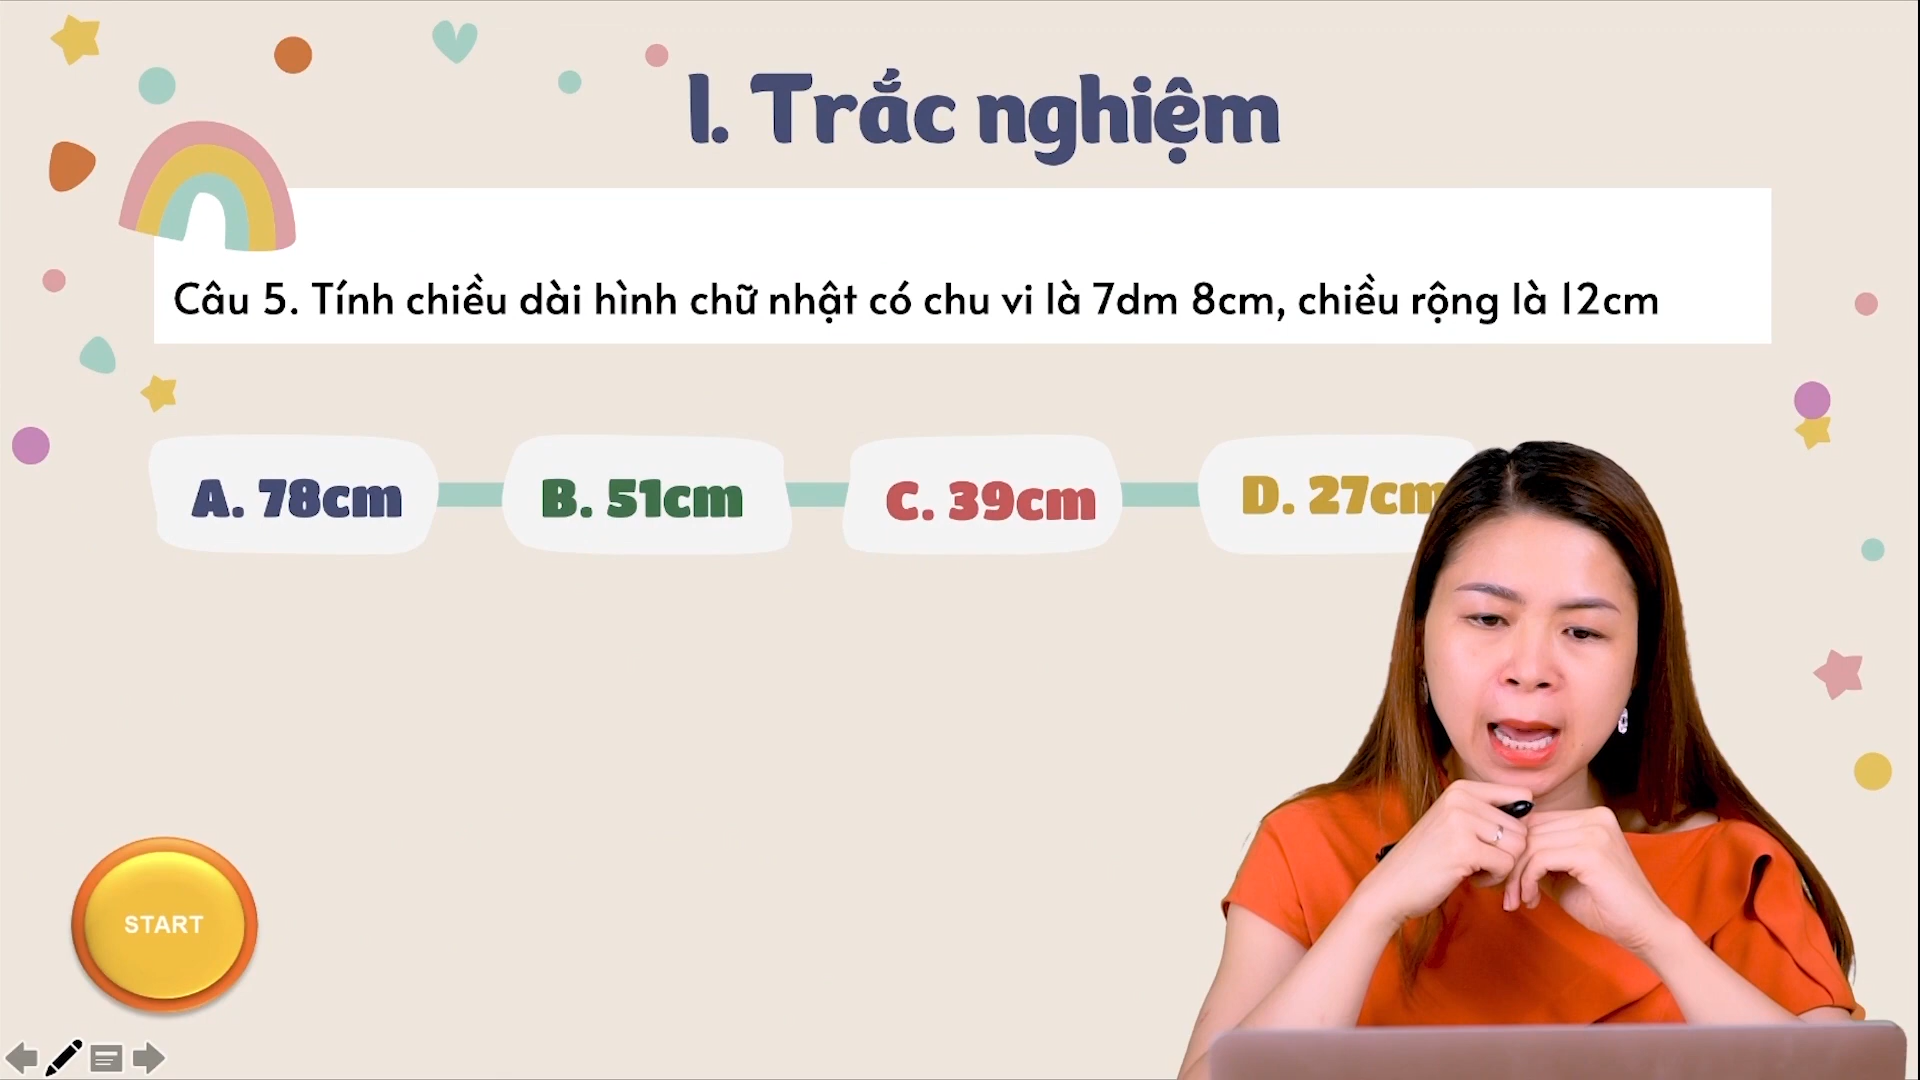 I. Trắc nghiệm
Câu 5. Tính chiều dài hình chữ nhật có chu vi là 7dm 8cm, chiều rộng là 12cm
A. 78cm
B. 51cm
C. 39cm
D. 27cm
START